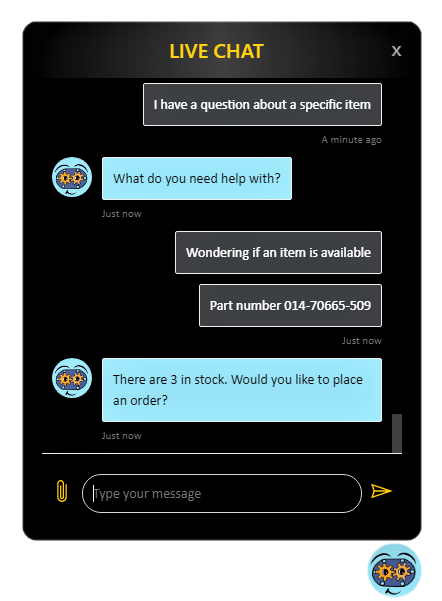 LIVE CHAT
X
I have a question about a specific item
A minute ago
What do you need help with?
Just now
Wondering if an item is available
Part number 014-70665-509
Just now
There are 3 in stock. Would you like to place
an order?
Just now
Type your message